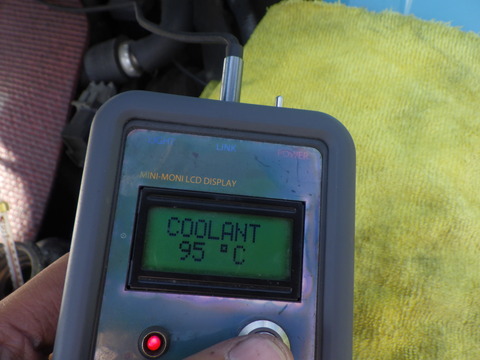 LINK
POWER
MINI-MONI LCD DISPLAY
COOLANT
95 °C